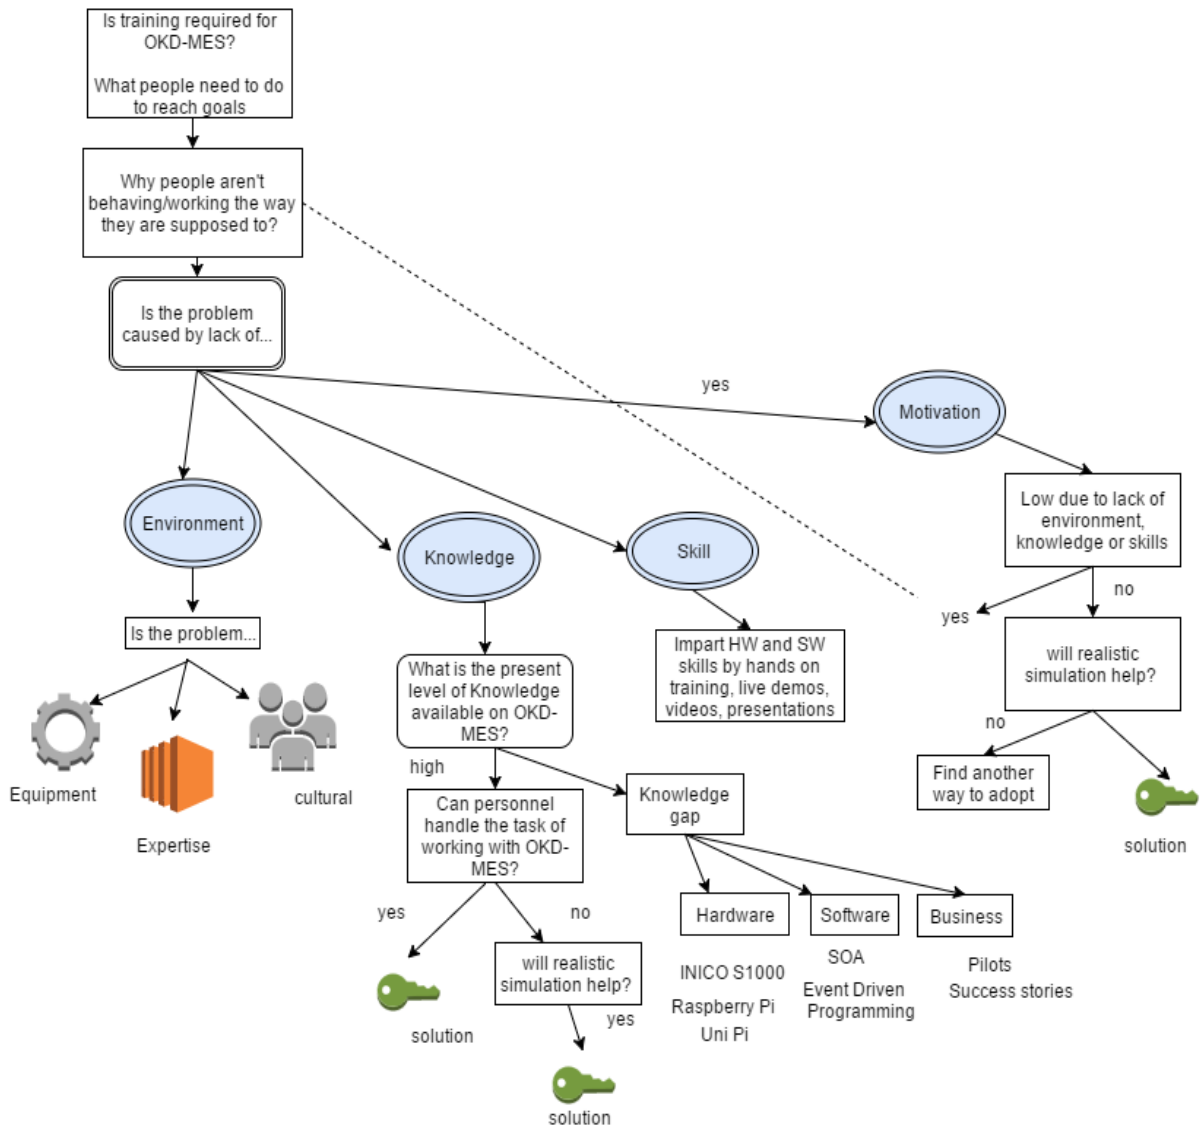 Is training required for
OKD-MES?
What people need to do
to reach goals
Why people aren't
behaving/working the way
they are supposed to?
Is the problem
caused by lack of...
yes
Motivation
Environment
Knowledge
Skill
Low due to lack of
environment,
knowledge or skills
yes
no
Is the problem...
Equipment
Expertise
cultural
What is the present
level of Knowledge
available on OKD-
MES?
Impart HW and SW
skills by hands on
training, live demos,
videos, presentations
will realistic
simulation help?
no
Find another
way to adopt
solution
high
Can personnel
handle the task of
working with OKD-
MES?
Knowledge
gap
yes
no
solution
will realistic
simulation help?
yes
solution
Hardware
INICO S1000
Raspberry Pi
Uni Pi
Software
SOA
Event Driven
Programming
Business
Pilots
Success stories